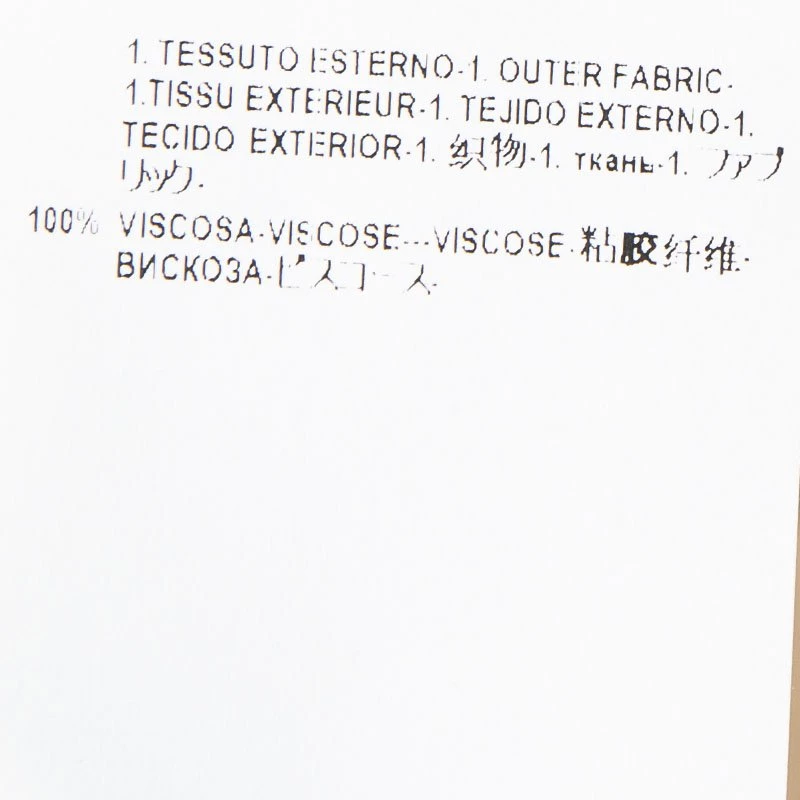 1. TESSUTO ESTERNO-1. OUTER FABRIC-
1.TISSU EXTERIEUR-1. TEJIDO EXTERNO-1.
TECIDO EXTERIOR-1. 织物-1. ткань-1. ファブ
リック-
100% VISCOSA-VISCOSE---VISCOSE-粘胶纤维-
ВИСКОЗА-ビスコース-